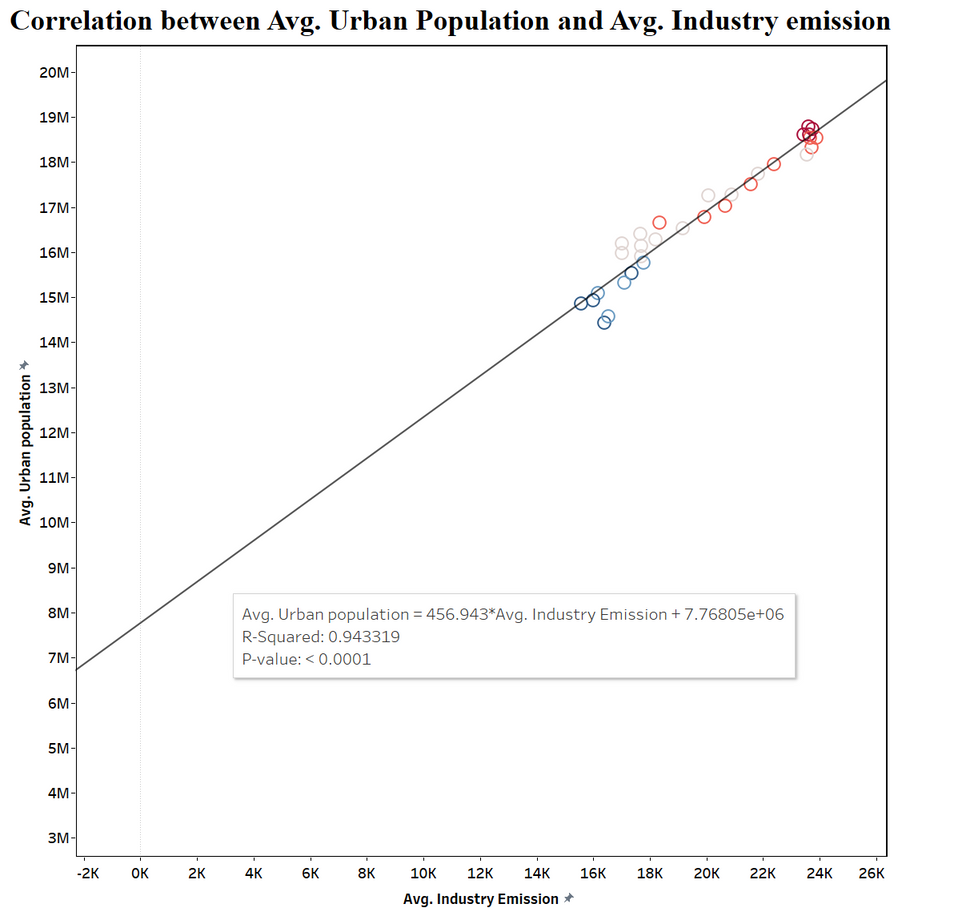 Correlation between Avg. Urban Population and Avg. Industry emission
20M
19M
18M
17M
16M
15M
14M
13M
12M
11M
10M
9M
8M
7M
6M
5M
4M
3M
Avg. Urban population
Avg. Urban population = 456.943*Avg. Industry Emission + 7.76805e+06
R-Squared: 0.943319
P-value: < 0.0001
-2K 0K 2K 4K 6K 8K 10K 12K 14K 16K 18K 20K 22K 24K 26K
Avg. Industry Emission